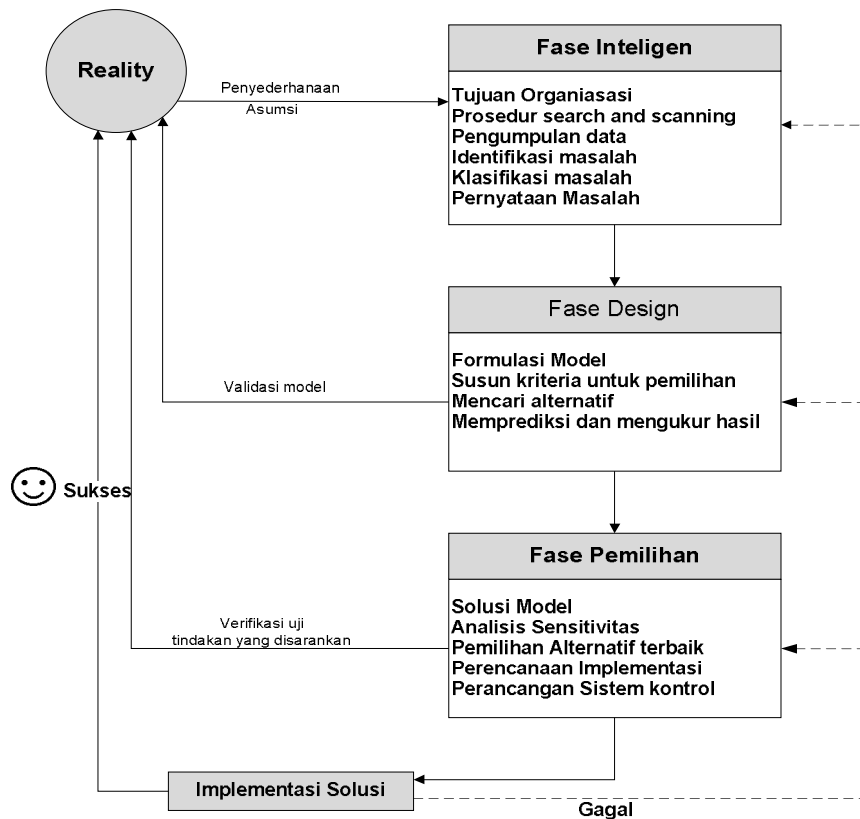 Reality
Penyederhanaan
Asumsi
Fase Inteligen
Tujuan Organiasasi
Prosedur search and scanning
Pengumpulan data
Identifikasi masalah
Klasifikasi masalah
Pernyataan Masalah
Fase Design
Formulasi Model
Susun kriteria untuk pemilihan
Mencari alternatif
Memprediksi dan mengukur hasil
Validasi model
Sukses
Fase Pemilihan
Solusi Model
Analisis Sensitivitas
Pemilihan Alternatif terbaik
Perencanaan Implementasi
Perancangan Sistem kontrol
Verifikasi uji
tindakan yang disarankan
Implementasi Solusi
Gagal